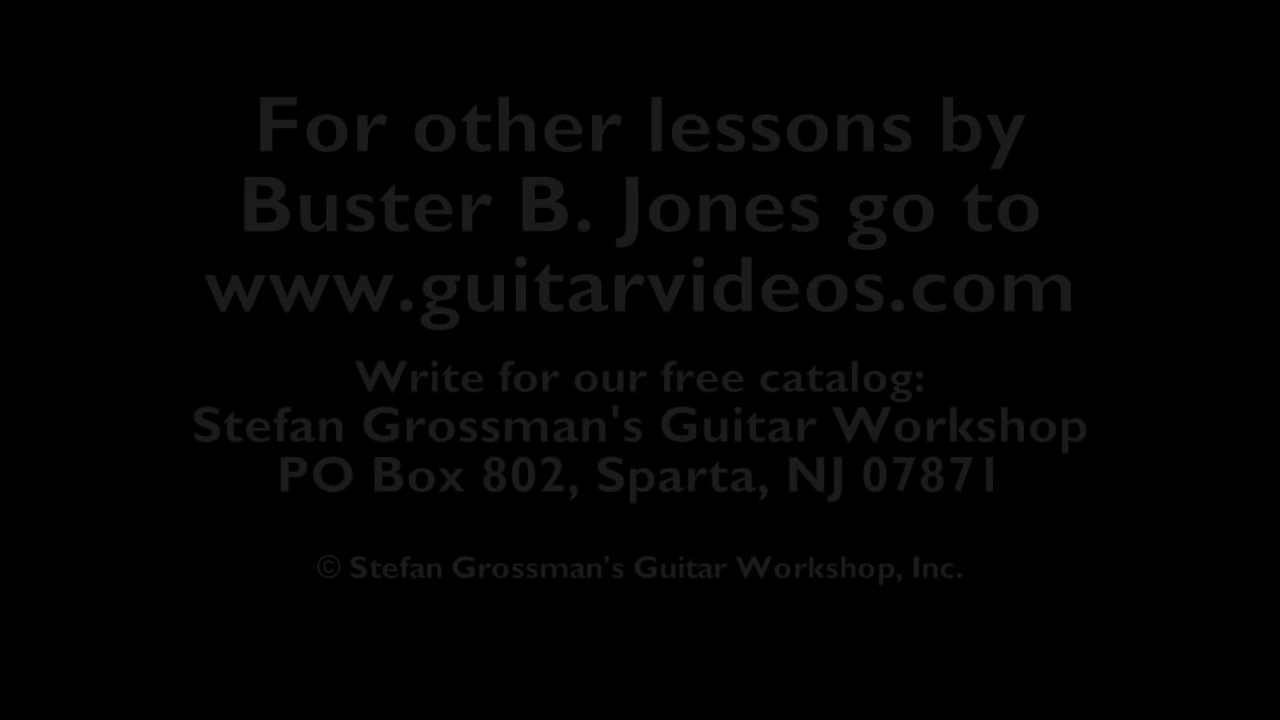 For other lessons by
Buster B. Jones go to
www.guitarvideos.com
Write for our free catalog:
Stefan Grossman's Guitar Workshop
PO Box 802, Sparta, NJ 07871
© Stefan Grossman's Guitar Workshop, Inc.